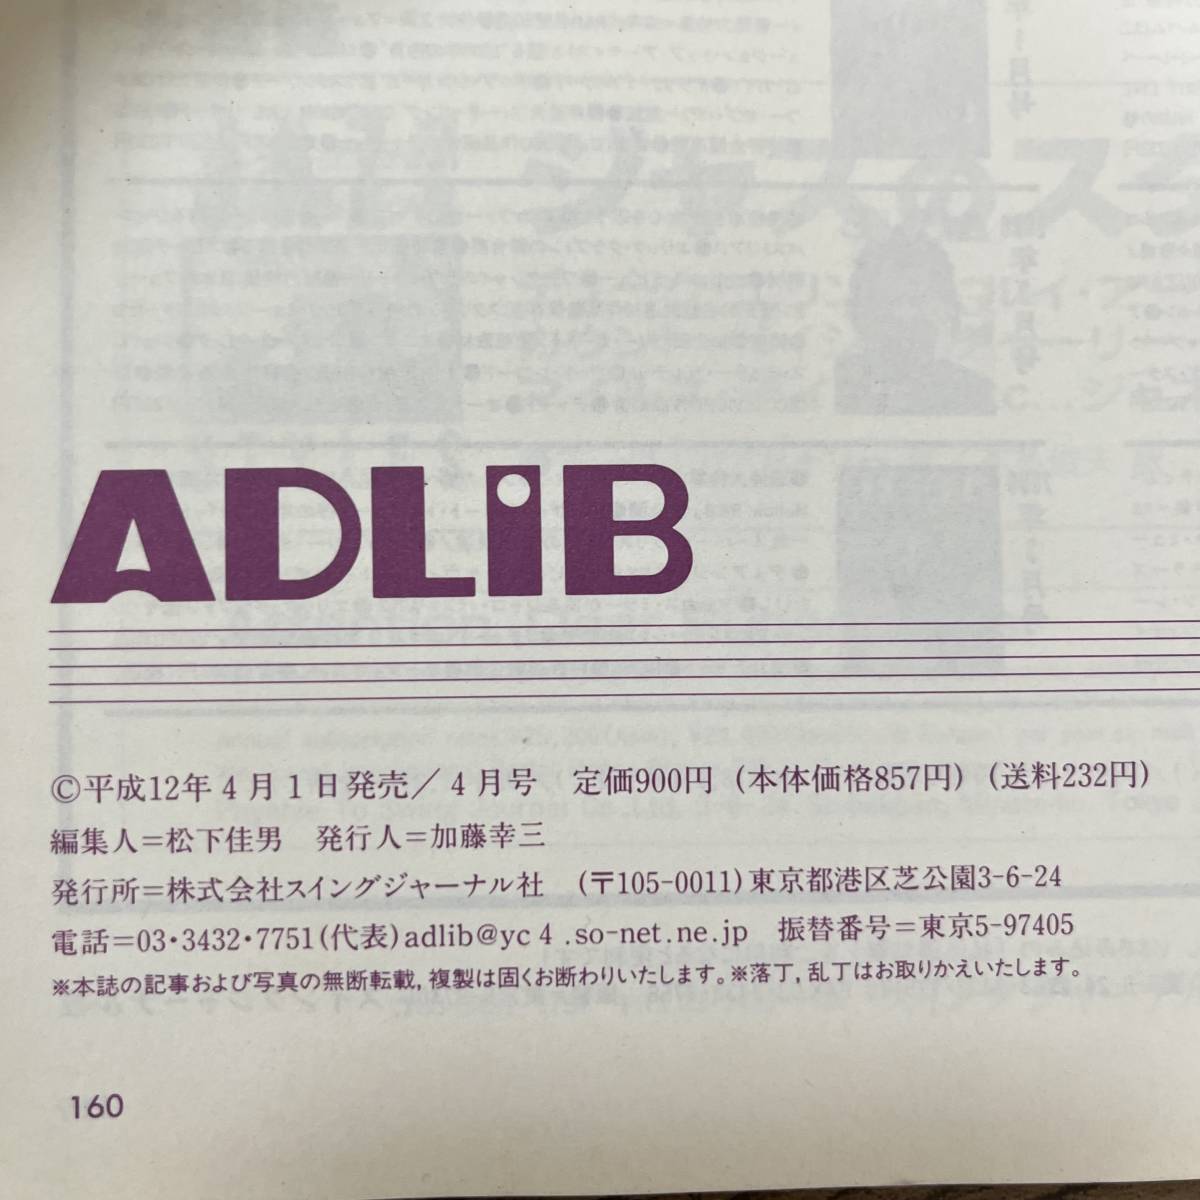 ADLiB
©平成12年4月1日発売／4月号　定価900円（本体価格857円）（送料232円）
編集人＝松下佳男　発行人＝加藤幸三
発行所＝株式会社スイングジャーナル社　（〒105-0011）東京都港区芝公園3-6-24
電話＝03・3432・7751（代表）adlib@yc4.so-net.ne.jp　振替番号＝東京5-97405
※本誌の記事および写真の無断転載，複製は固くお断わりいたします。※落丁，乱丁はお取りかえいたします。
160